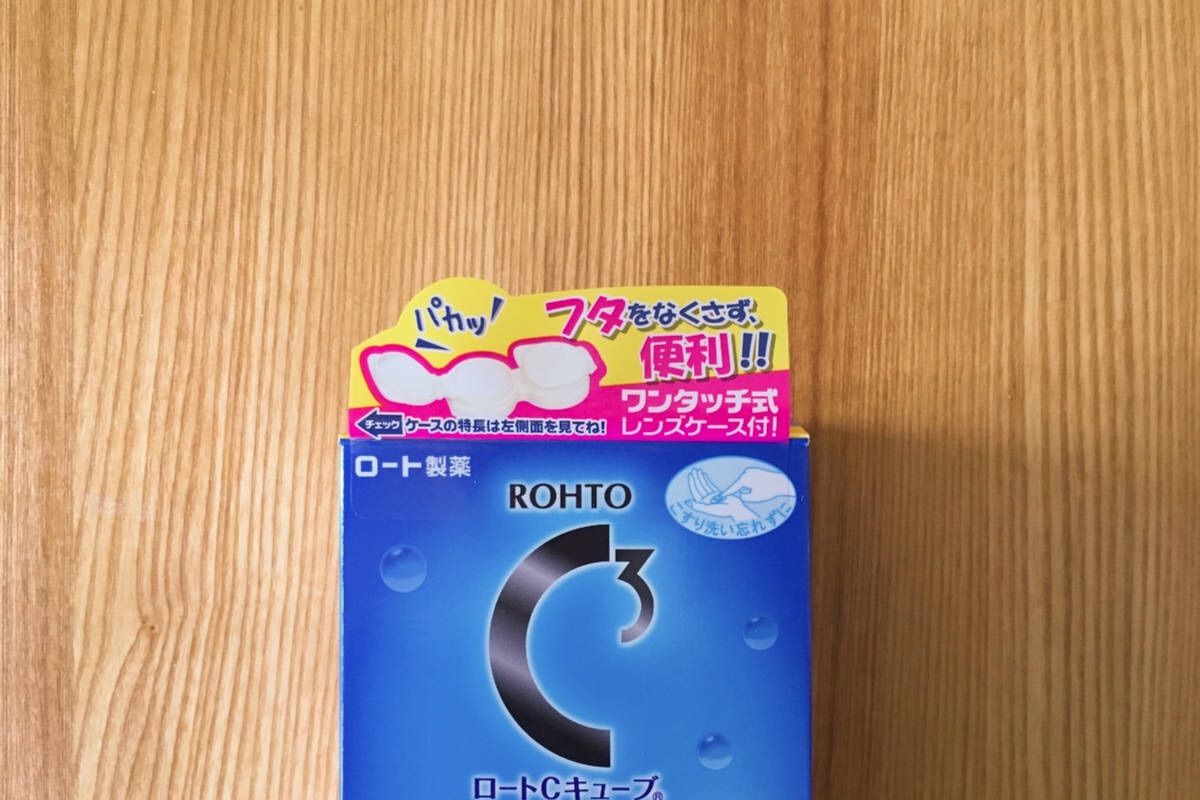 パカッ
フタをなくさず、
便利!!
ワンタッチ式
レンズケース付!
チェック ケースの特長は左側面を見てね!
ロート製薬
ROHTO
こすり洗い忘れずに
C3
ロートCキューブ®